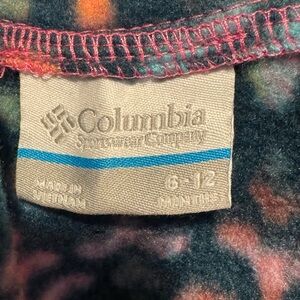 Columbia
Sportswear Company
MADE IN
VIETNAM
6-12
MONTHS